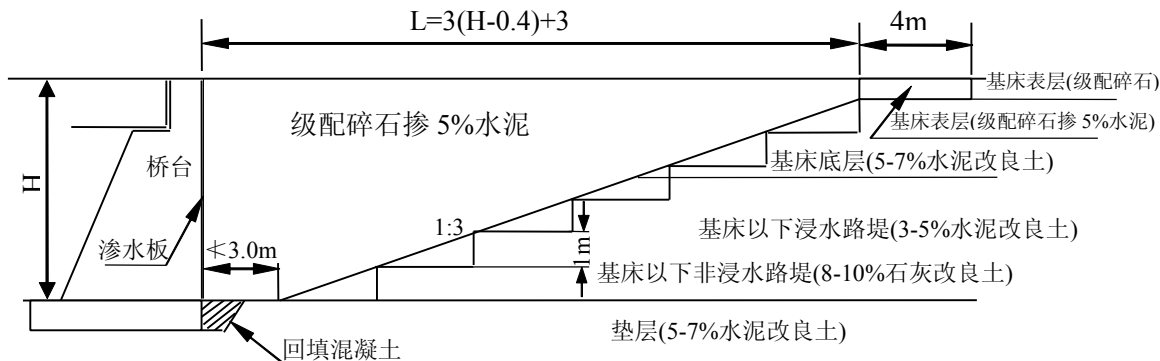 L=3(H-0.4)+3
4m
基床表层(级配碎石)
级配碎石掺 5%水泥
基床表层(级配碎石掺 5%水泥)
桥台
基床底层(5-7%水泥改良土)
H
1:3
基床以下浸水路堤(3-5%水泥改良土)
渗水板
≮3.0m
1m
基床以下非浸水路堤(8-10%石灰改良土)
垫层(5-7%水泥改良土)
回填混凝土